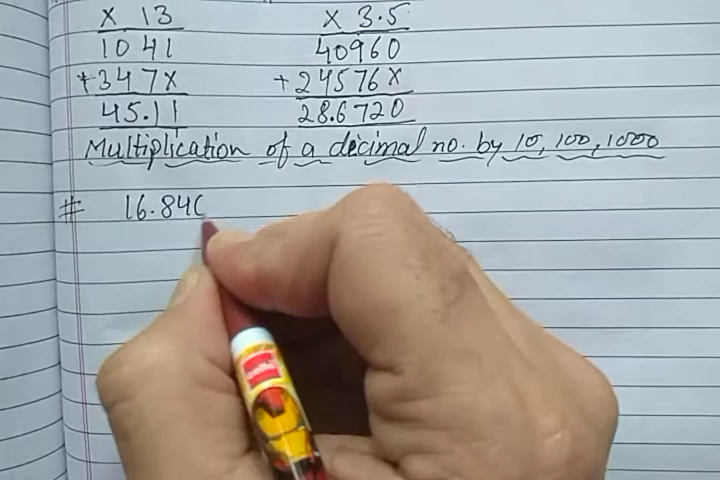 x 13 x 3.5
1041 40960
+347x +24576x
45.11 28.6720
Multiplication of a decimal no. by 10, 100, 1000
# 16.84